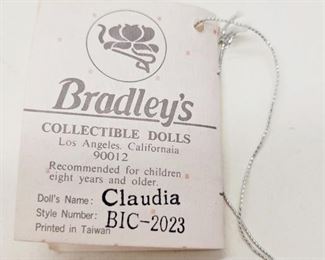 Bradley's
COLLECTIBLE DOLLS
Los Angeles, Californaia
90012
Recommended for children
eight years and older.
Doll's Name: Claudia
Style Number: BIC-2023
Printed in Taiwan